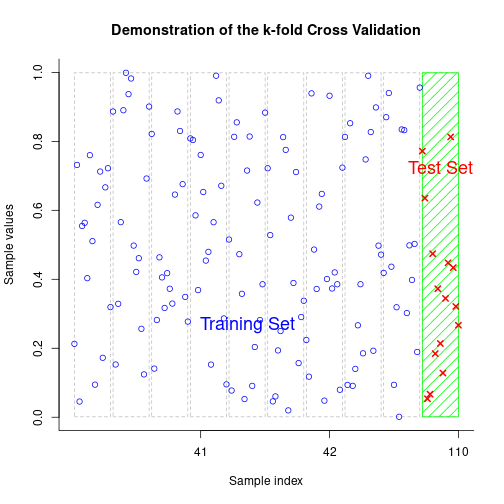 Demonstration of the k-fold Cross Validation
Sample values
1.0
0.8
0.6
0.4
0.2
0.0
Test Set
Training Set
41
42
110
Sample index